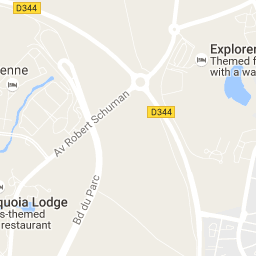 D344
Explorer
Themed f
with a wa
enne
D344
Av Robert Schuman
quoia Lodge
s-themed
restaurant
Bd du Parc